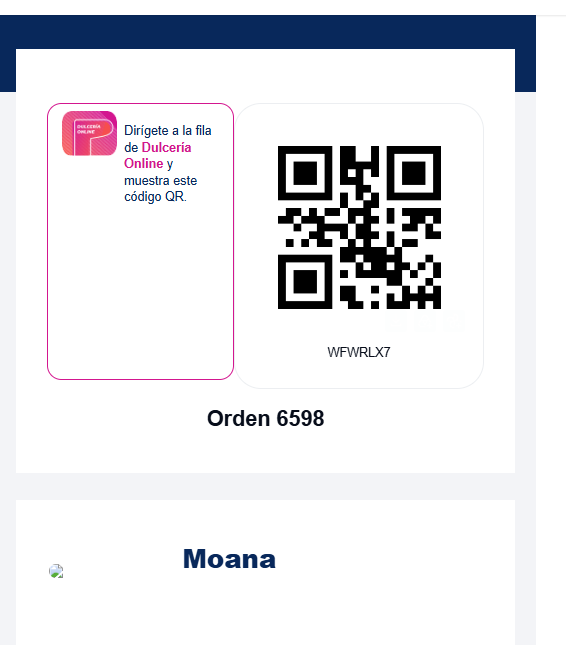 DULCERÍA
ONLINE
Dirígete a la fila
de Dulcería
Online y
muestra este
código QR.
WFWRLX7
Orden 6598
Moana